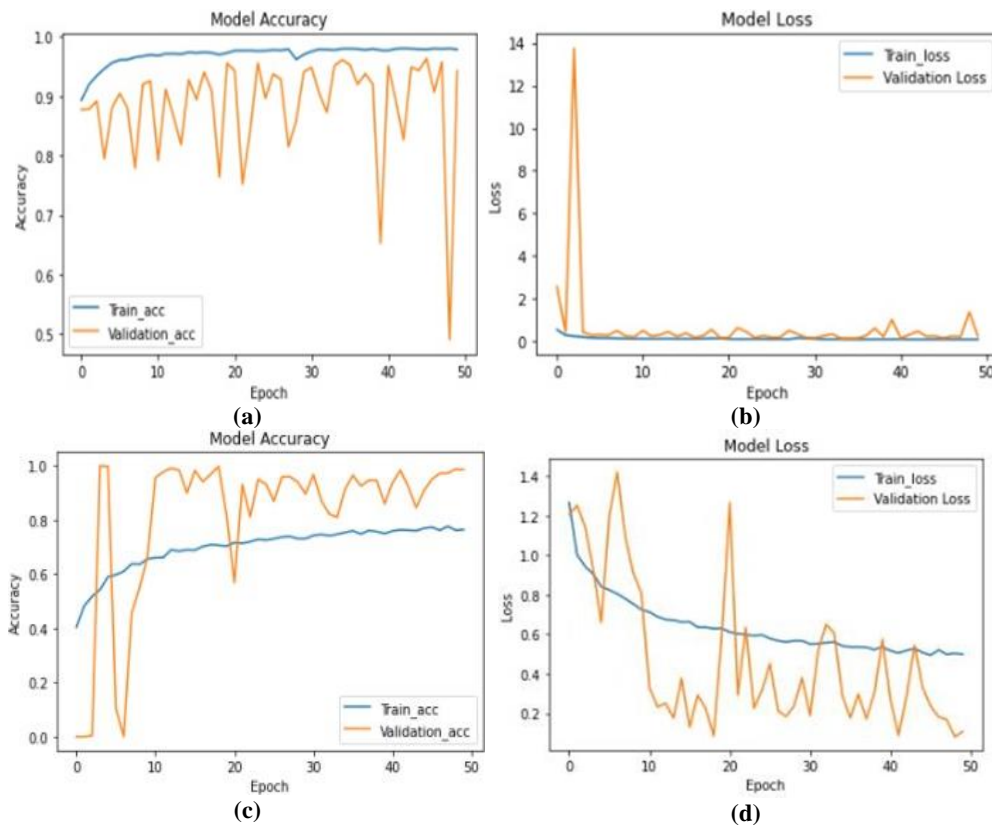 Model Accuracy
1.0
0.9
0.8
0.7
0.6
0.5
Accuracy
Train_acc
Validation_acc
0 10 20 30 40 50
Epoch
(a)
Model Loss
14
12
10
8
6
4
2
0
Loss
Train_loss
Validation Loss
0 10 20 30 40 50
Epoch
(b)
Model Accuracy
1.0
0.8
0.6
0.4
0.2
0.0
Accuracy
Train_acc
Validation_acc
0 10 20 30 40 50
Epoch
(c)
Model Loss
1.4
1.2
1.0
0.8
0.6
0.4
0.2
Loss
Train_loss
Validation Loss
0 10 20 30 40 50
Epoch
(d)